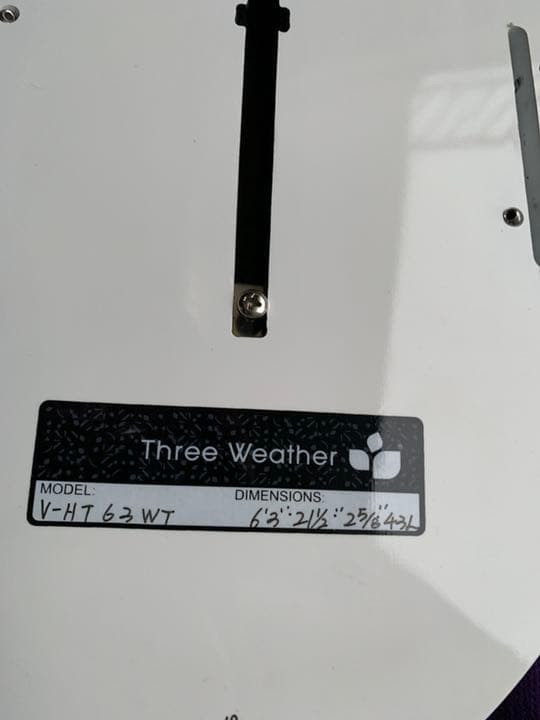 Three Weather
MODEL: DIMENSIONS:
V-HT 63 WT 6'3" 21½" 2⅝" 43L